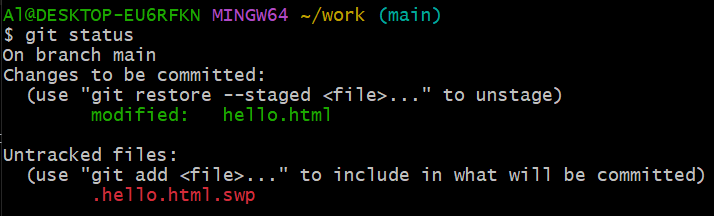 Al@DESKTOP-EU6RFKN MINGW64 ~/work (main)
$ git status
On branch main
Changes to be committed:
  (use "git restore --staged <file>..." to unstage)
        modified:   hello.html

Untracked files:
  (use "git add <file>..." to include in what will be committed)
        .hello.html.swp